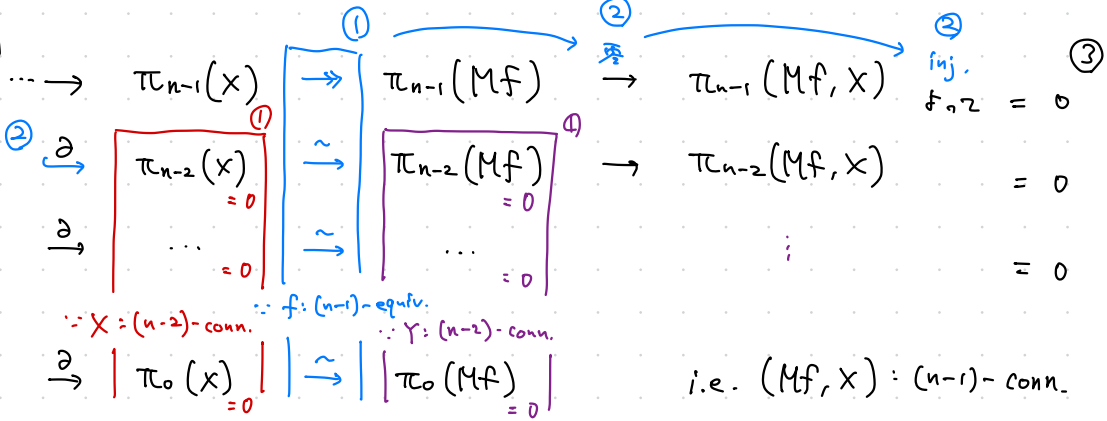 ① ② ② inj. ③
⋯ → π_{n-1}(X) ↠ π_{n-1}(Mf) → π_{n-1}(Mf, X) = 0
② ∂→ ① π_{n-2}(X) = 0 ~→ π_{n-2}(Mf) = 0 ① → π_{n-2}(Mf, X) = 0
∂→ ⋯ = 0 ~→ ⋯ = 0 ⋮ = 0
∵ f : (n-1)-equiv.
∵ X : (n-2)-conn. ∵ Y : (n-2)-conn.
∂→ π_0(X) = 0 ~→ π_0(Mf) = 0 i.e. (Mf, X) : (n-1)-conn.